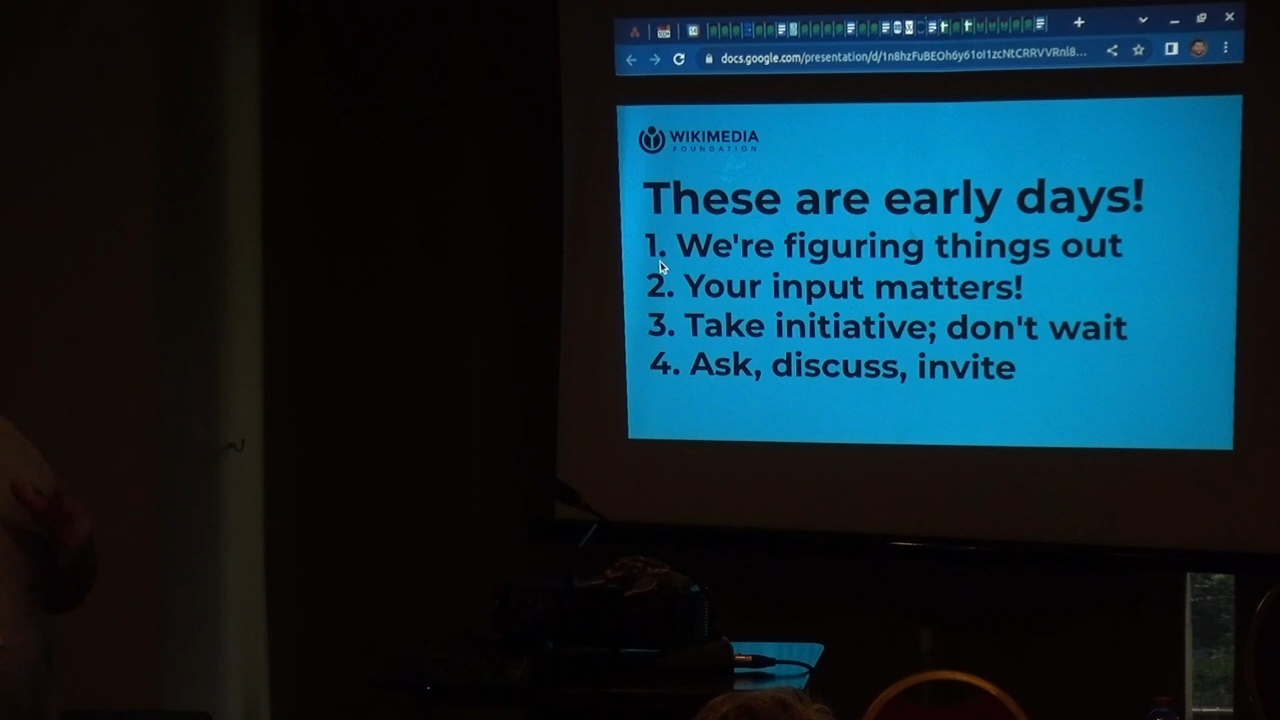 docs.google.com/presentation/d/1n8hzFuBEOh6y61oI1zcNtCRRVVRnl8...
WIKIMEDIA
FOUNDATION
These are early days!
1. We're figuring things out
2. Your input matters!
3. Take initiative; don't wait
4. Ask, discuss, invite